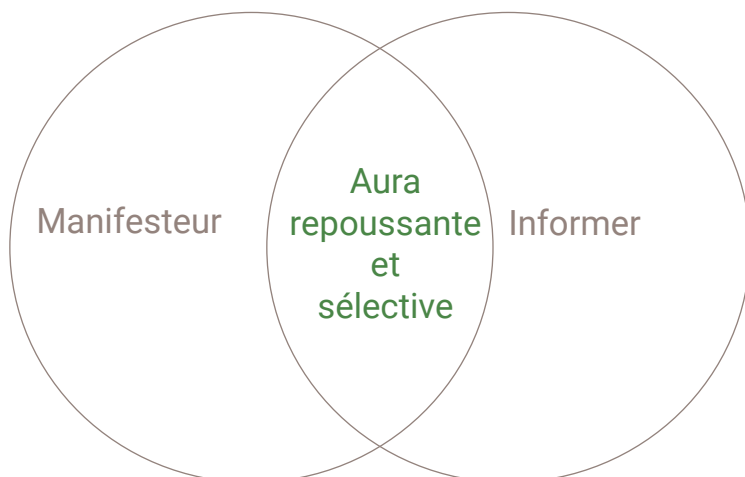 Manifesteur
Aura
repoussante
et
sélective
Informer